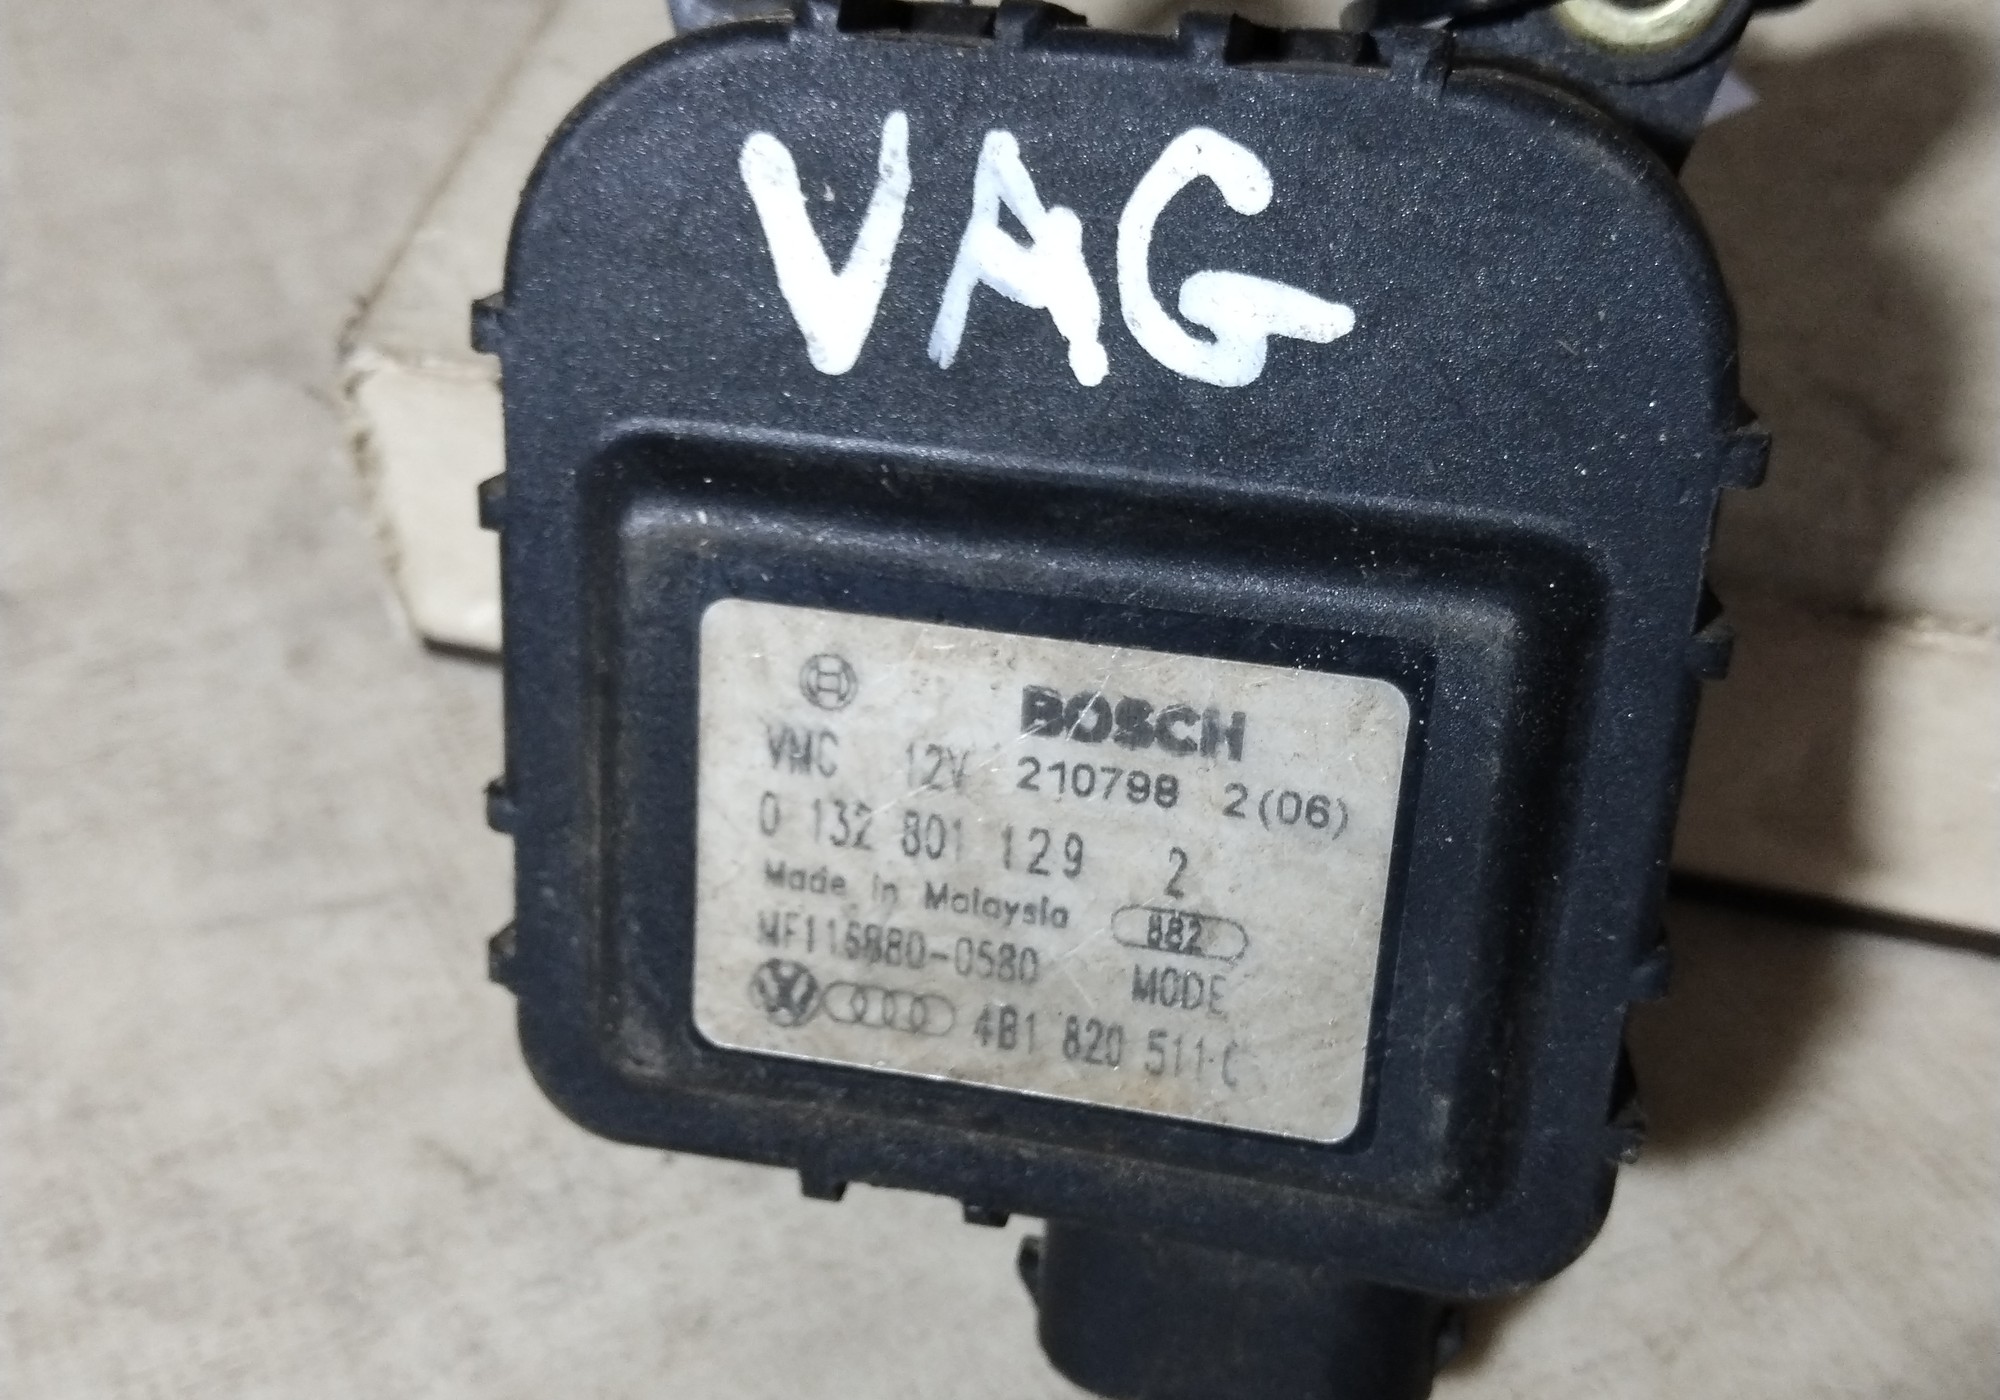 VAG
BOSCH
VMC 12V 210798 2(06)
0 132 801 129 2
Made in Malaysia 882
MF116880-0580 MODE
4B1 820 511 C